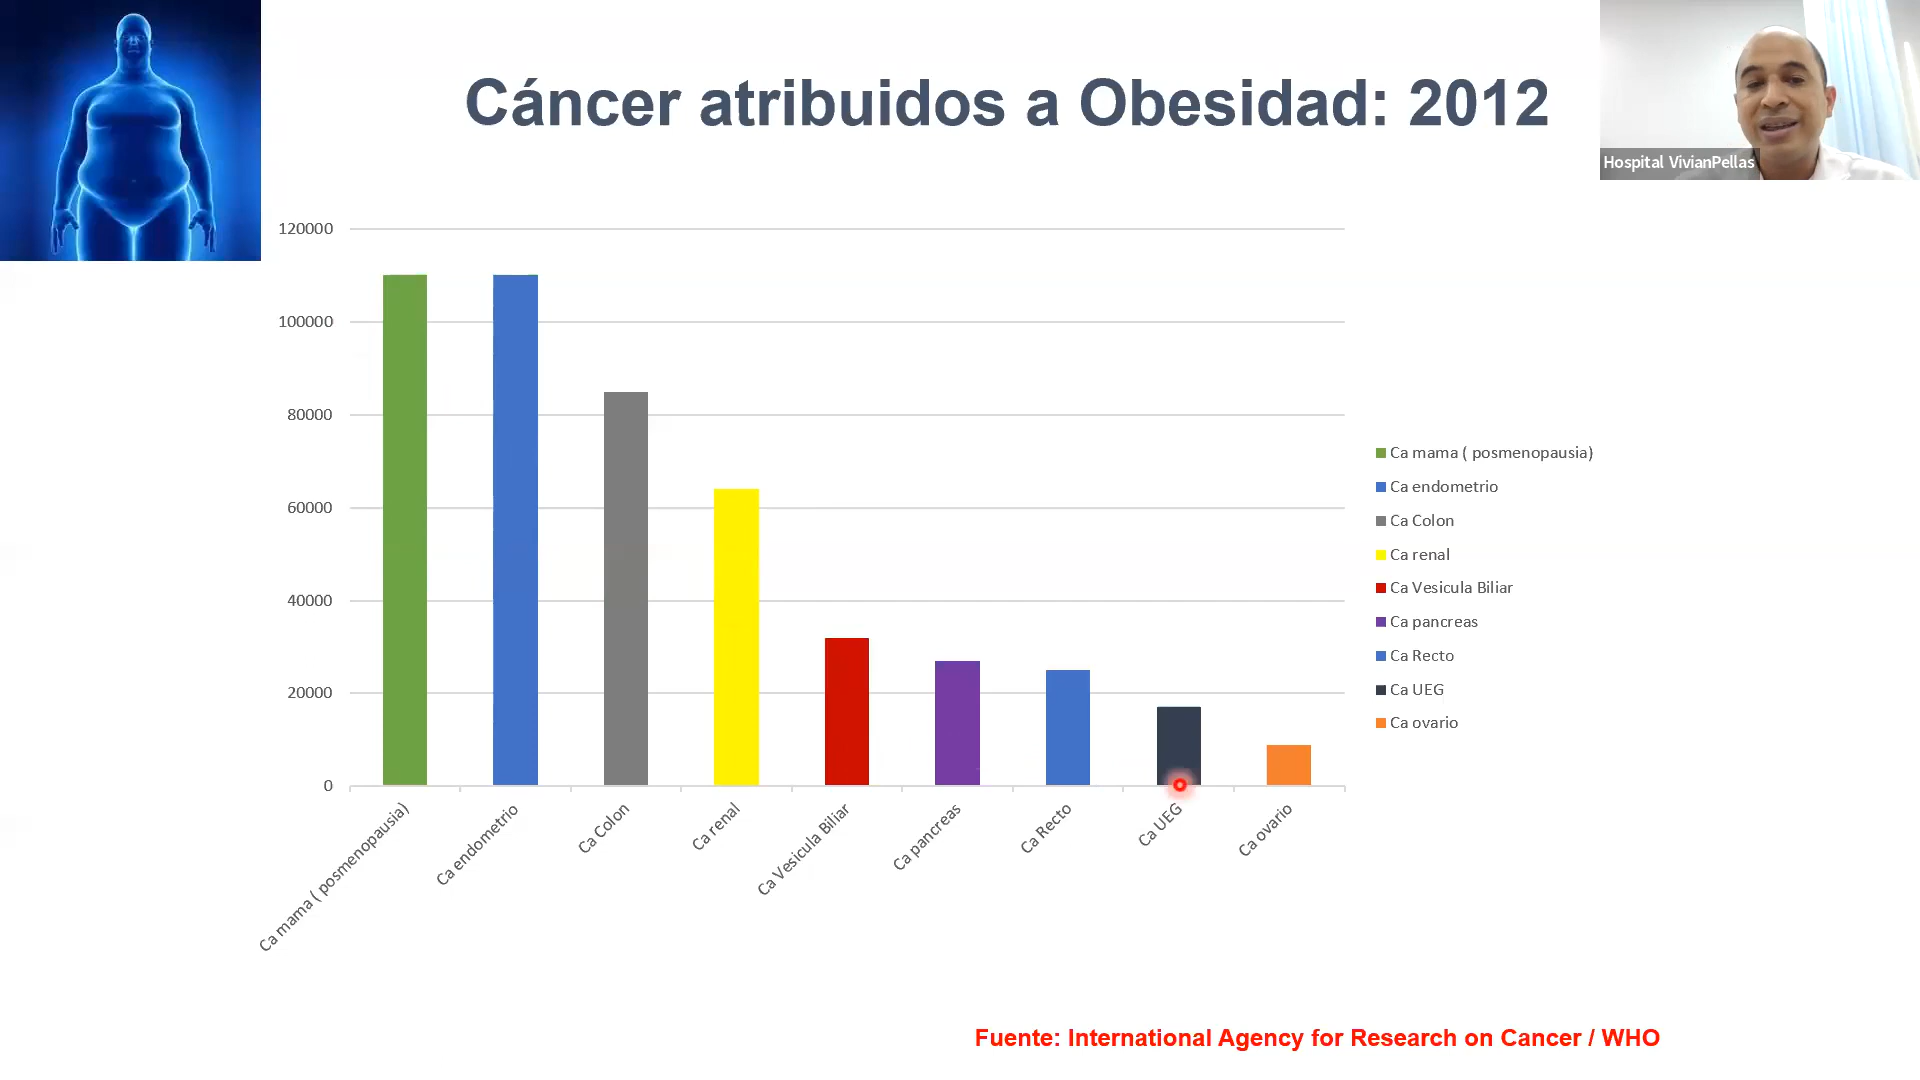 Cáncer atribuidos a Obesidad: 2012
Hospital VivianPellas
120000
100000
80000
60000
40000
20000
0
Ca mama ( posmenopausia)
Ca endometrio
Ca Colon
Ca renal
Ca Vesicula Biliar
Ca pancreas
Ca Recto
Ca UEG
Ca ovario
Ca mama ( posmenopausia)
Ca endometrio
Ca Colon
Ca renal
Ca Vesicula Biliar
Ca pancreas
Ca Recto
Ca UEG
Ca ovario
Fuente: International Agency for Research on Cancer / WHO